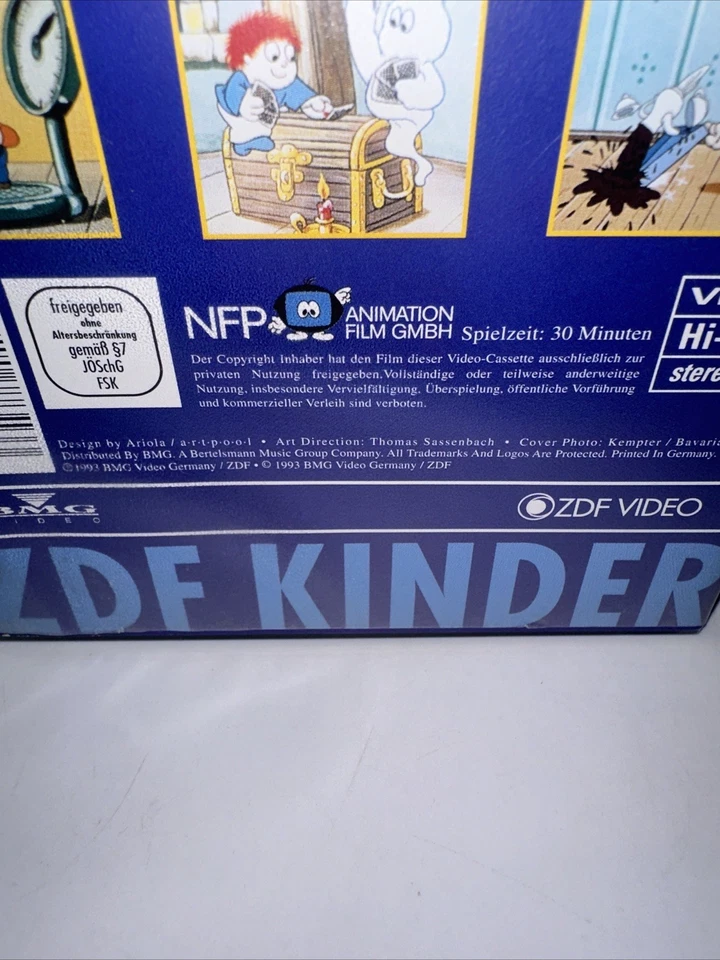 freigegeben
ohne
Altersbeschränkung
gemäß §7
JÖSchG
FSK
NFP ANIMATION
FILM GMBH
Spielzeit: 30 Minuten
Hi-
stere
Der Copyright Inhaber hat den Film dieser Video-Cassette ausschließlich zur
privaten Nutzung freigegeben.Vollständige oder teilweise anderweitige
Nutzung, insbesondere Vervielfältigung, Überspielung, öffentliche Vorführung
und kommerzieller Verleih sind verboten.
Design by Ariola / a·r·t·p·o·o·l • Art Direction: Thomas Sassenbach • Cover Photo: Kempter / Bavaria
Distributed By BMG. A Bertelsmann Music Group Company. All Trademarks And Logos Are Protected. Printed In Germany.
©1993 BMG Video Germany / ZDF • © 1993 BMG Video Germany / ZDF
BMG
VIDEO
ZDF VIDEO
ZDF KINDER